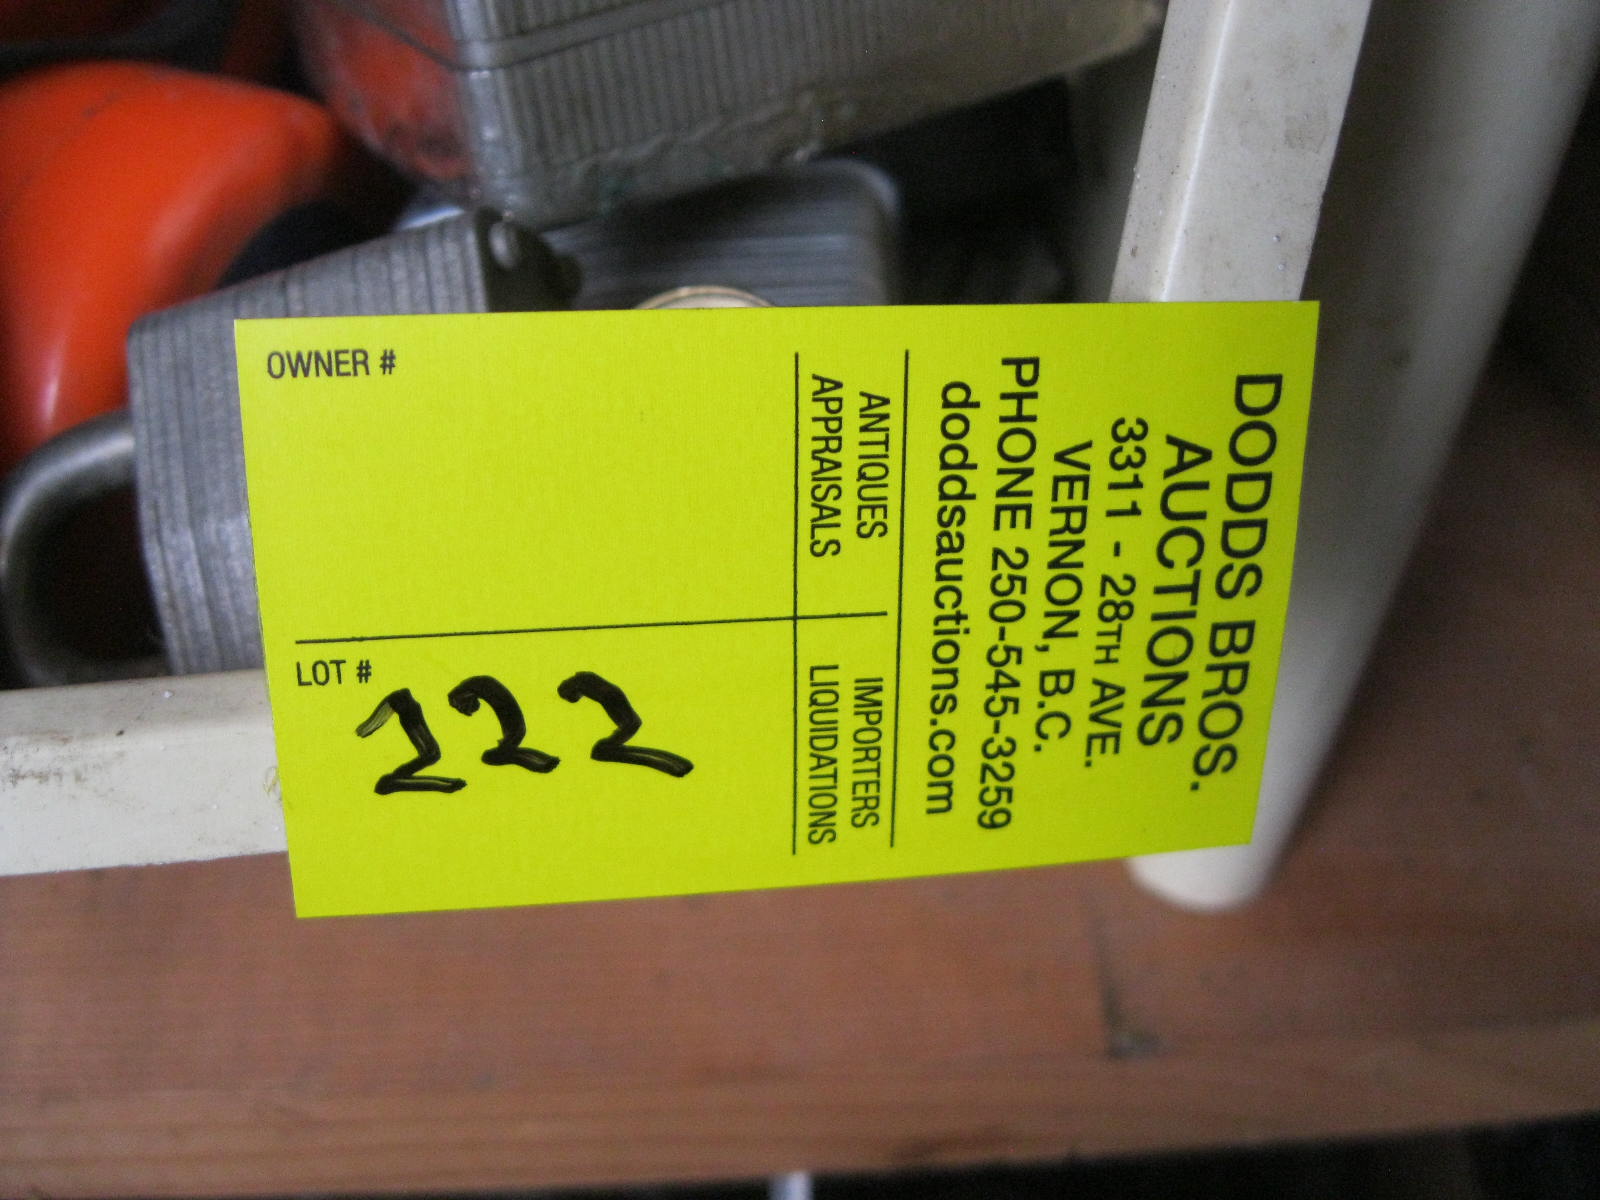 DODDS BROS.
AUCTIONS
3311 - 28TH AVE.
VERNON, B.C.
PHONE 250-545-3259
doddsauctions.com
ANTIQUES IMPORTERS
APPRAISALS LIQUIDATIONS
OWNER #
LOT # 222